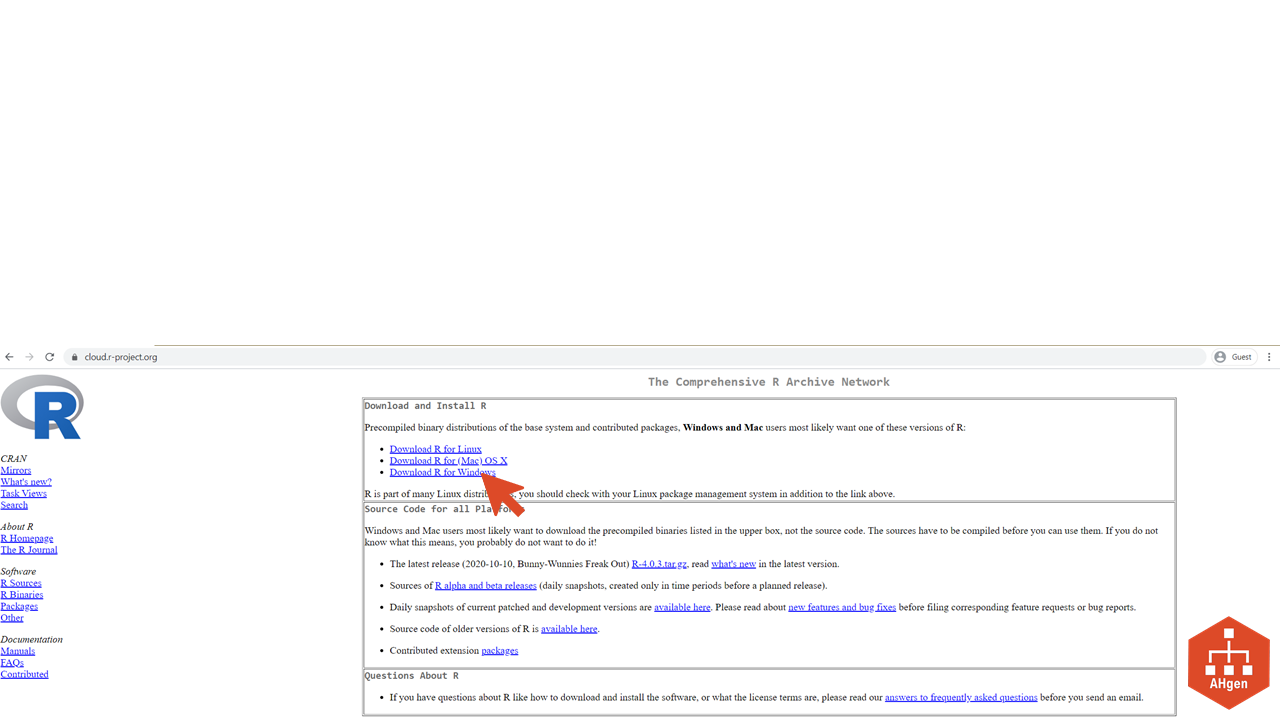 cloud.r-project.org
Guest
R
CRAN
Mirrors
What's new?
Task Views
Search
About R
R Homepage
The R Journal
Software
R Sources
R Binaries
Packages
Other
Documentation
Manuals
FAQs
Contributed
The Comprehensive R Archive Network
Download and Install R
Precompiled binary distributions of the base system and contributed packages, Windows and Mac users most likely want one of these versions of R:
Download R for Linux
Download R for (Mac) OS X
Download R for Windows
R is part of many Linux you should check with your Linux package management system in addition to the link above.
Source Code for all
Windows and Mac users most likely want to download the precompiled binaries listed in the upper box, not the source code. The sources have to be compiled before you can use them. If you do not
know what this means, you probably do not want to do it!
The latest release (2020-10-10, Bunny-Wunnies Freak Out) R-4.0.3.tar.gz, read what's new in the latest version.
Sources of R alpha and beta releases (daily snapshots, created only in time periods before a planned release).
Daily snapshots of current patched and development versions are available here. Please read about new features and bug fixes before filing corresponding feature requests or bug reports.
Source code of older versions of R is available here.
Contributed extension packages
Questions About R
If you have questions about R like how to download and install the software, or what the license terms are, please read our answers to frequently asked questions before you send an email.
AHgen